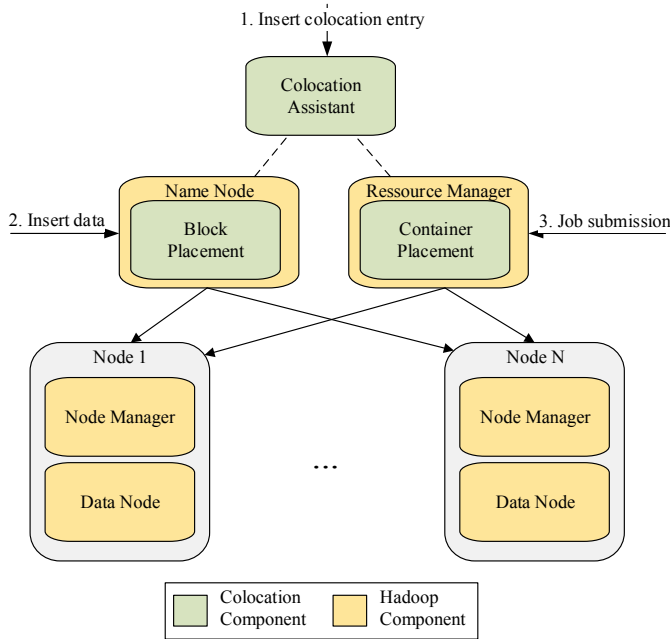 1. Insert colocation entry
Colocation
Assistant
Name Node
Ressource Manager
2. Insert data
Block
Placement
Container
Placement
3. Job submission
Node 1
Node N
Node Manager
Node Manager
Data Node
...
Data Node
Colocation
Component
Hadoop
Component